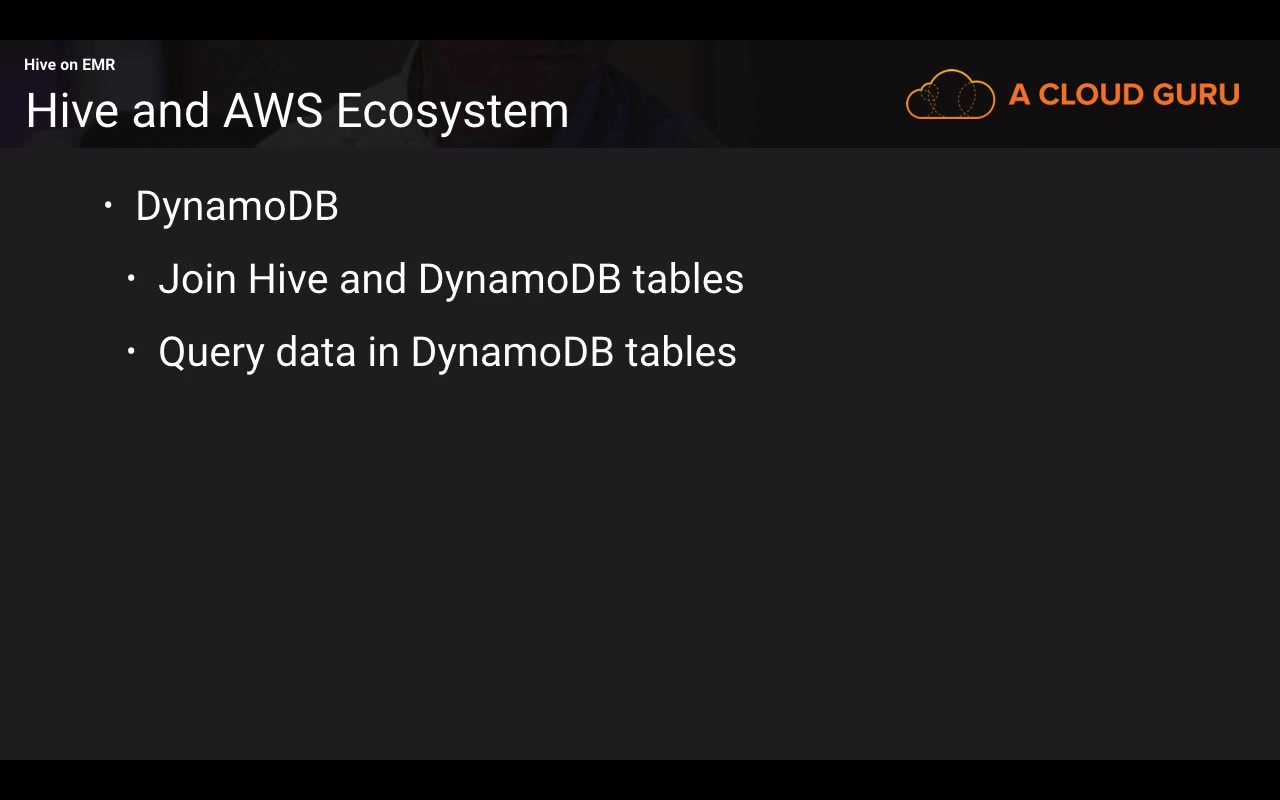 Hive on EMR
Hive and AWS Ecosystem
A CLOUD GURU
• DynamoDB
• Join Hive and DynamoDB tables
• Query data in DynamoDB tables